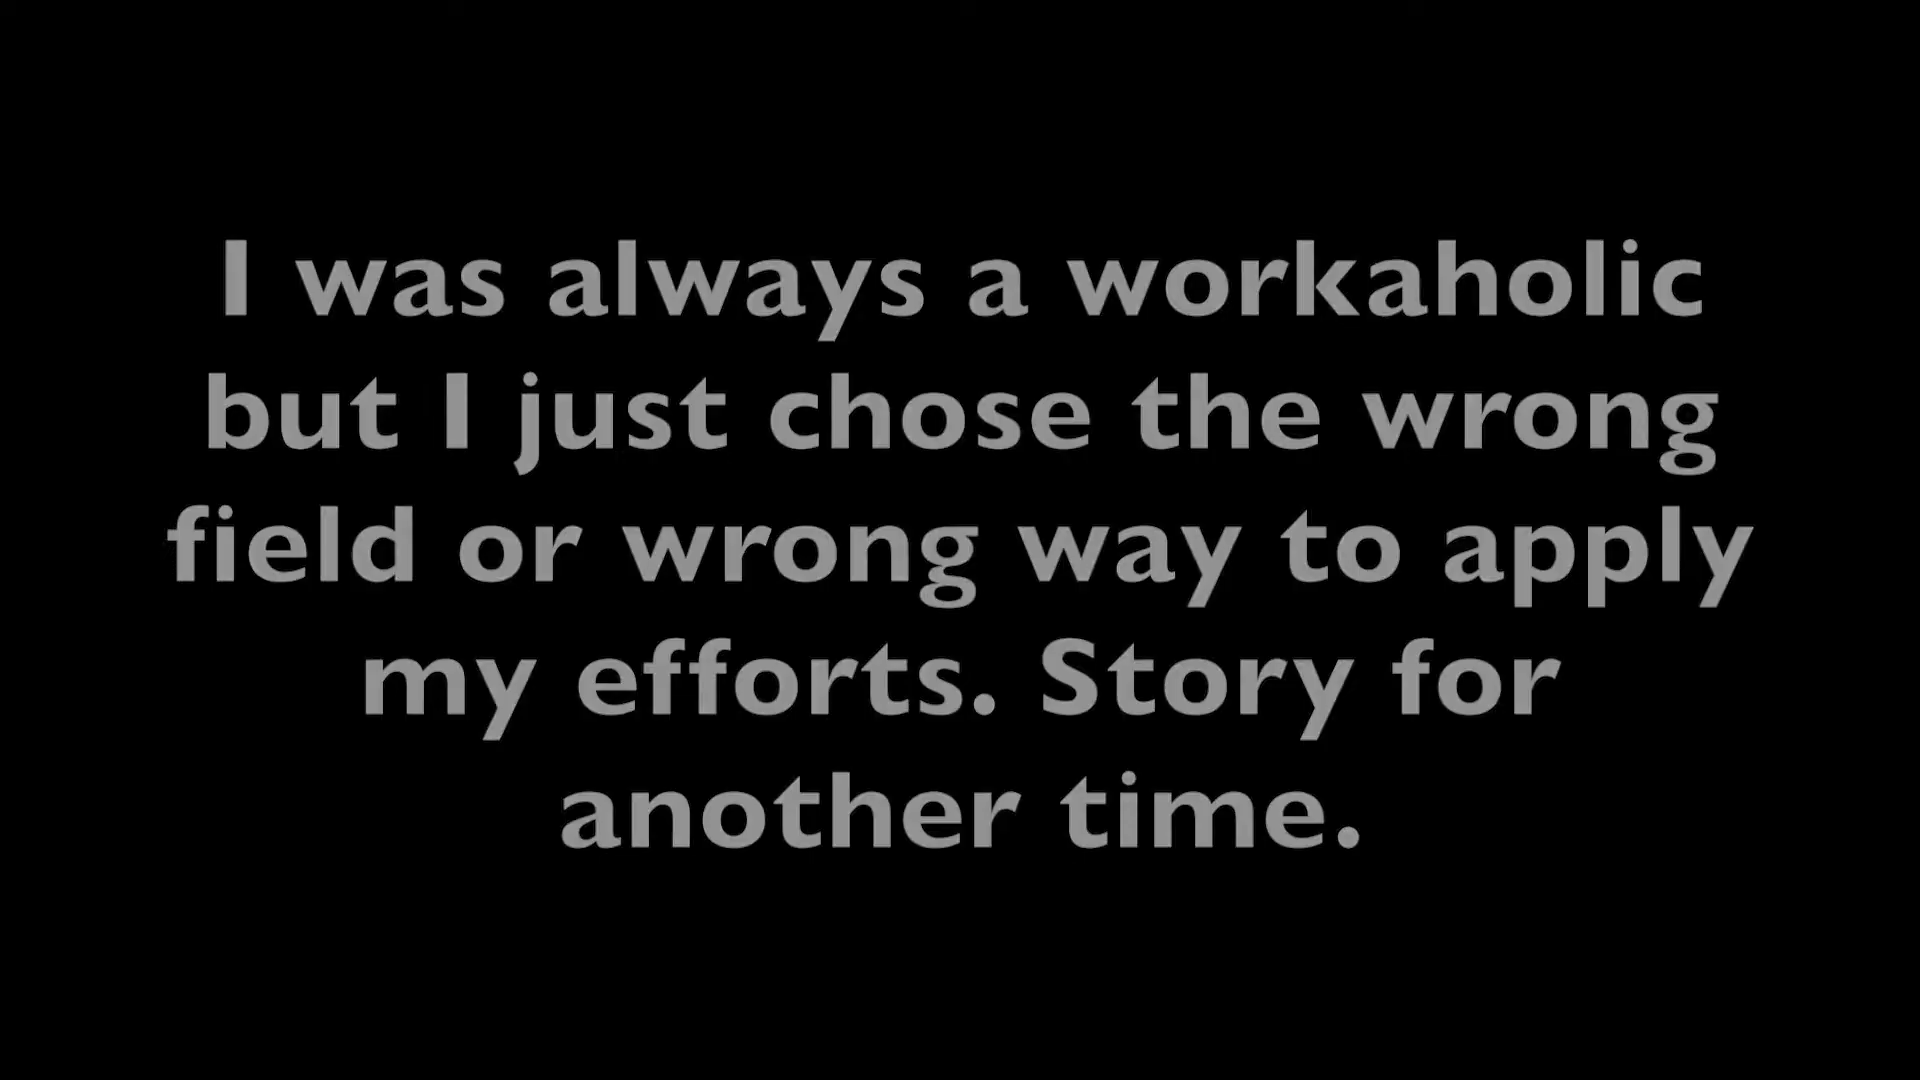 I was always a workaholic
but I just chose the wrong
field or wrong way to apply
my efforts. Story for
another time.